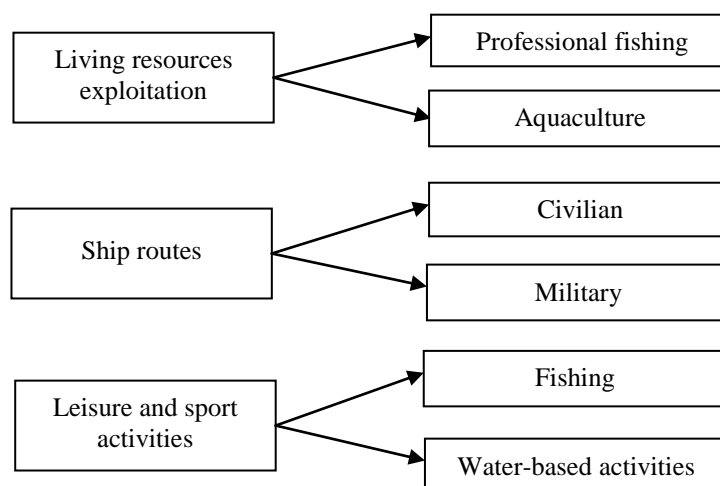 Living resources
exploitation
Professional fishing
Aquaculture
Ship routes
Civilian
Military
Leisure and sport
activities
Fishing
Water-based activities